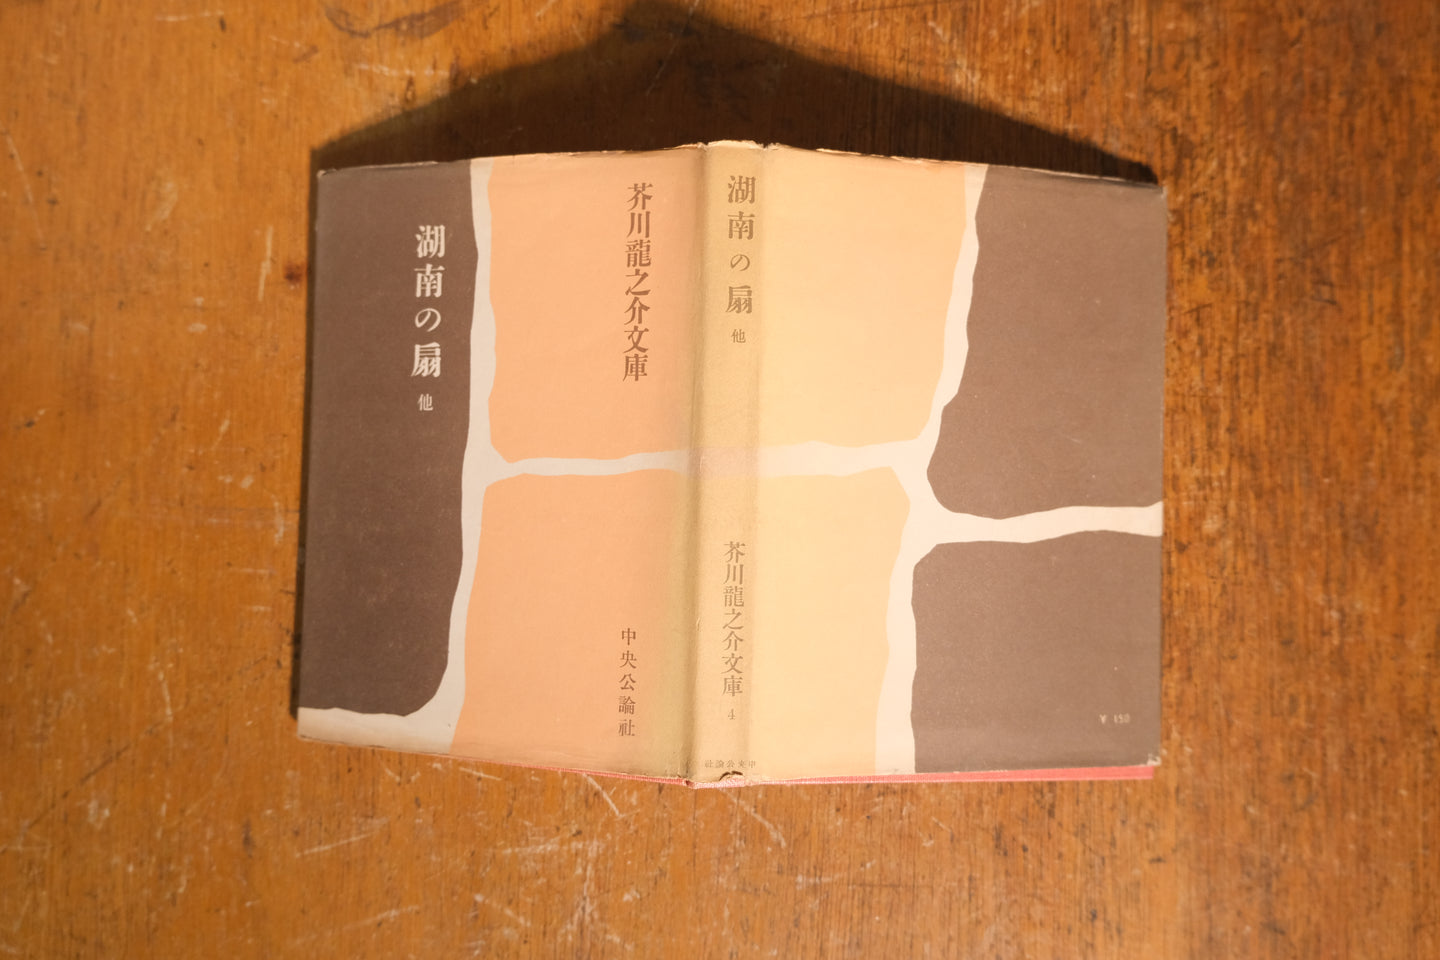 湖南の扇 他
芥川龍之介文庫
中央公論社
湖南の扇 他
芥川龍之介文庫 4
中央公論社
¥ 150